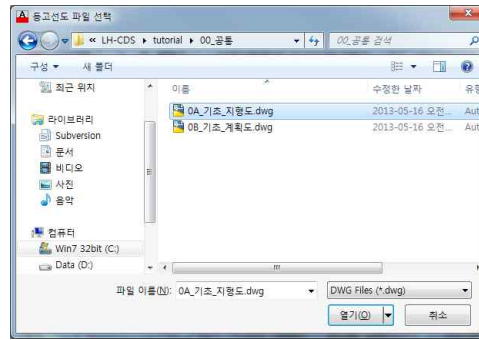 등고선도 파일 선택
« LH-CDS ▸ tutorial ▸ 00_공통
00_공통 검색
구성 새 폴더
최근 위치
라이브러리
Subversion
문서
비디오
사진
음악
컴퓨터
Win7 32bit (C:)
Data (D:)
이름 수정한 날짜 유형
0A_기초_지형도.dwg 2013-05-16 오전... Aut
0B_기초_계획도.dwg 2013-05-16 오전... Aut
파일 이름(N): 0A_기초_지형도.dwg DWG Files (*.dwg)
열기(O) 취소